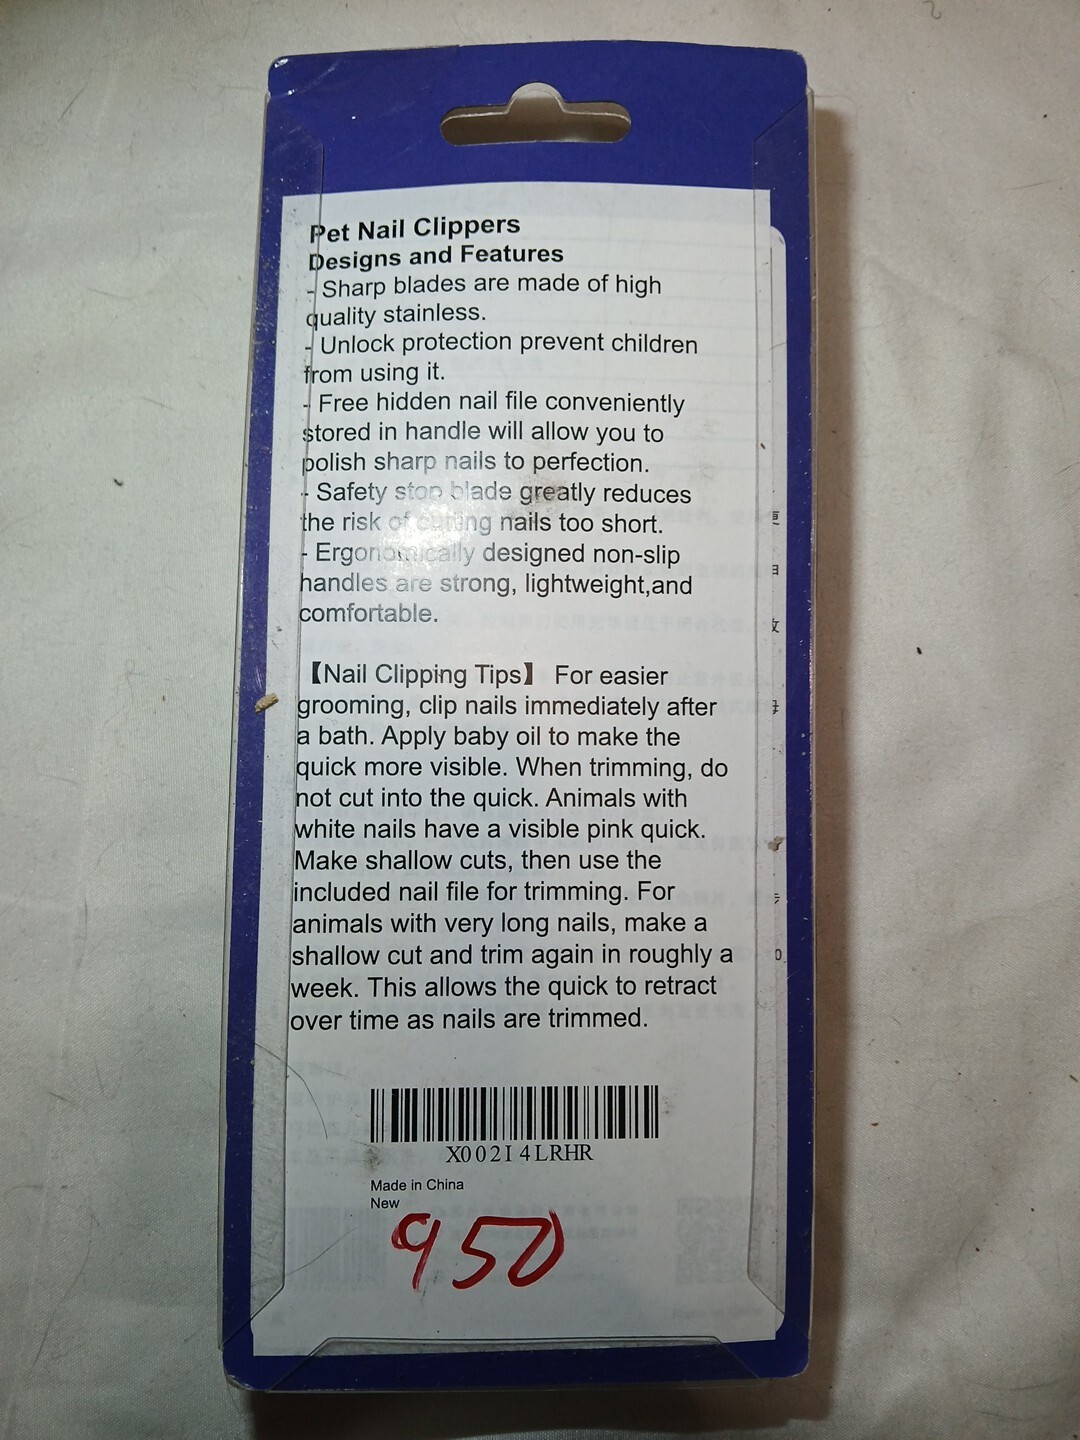 Pet Nail Clippers
Designs and Features
- Sharp blades are made of high
quality stainless.
- Unlock protection prevent children
from using it.
- Free hidden nail file conveniently
stored in handle will allow you to
polish sharp nails to perfection.
- Safety stop blade greatly reduces
the risk of cutting nails too short.
- Ergonomically designed non-slip
handles are strong, lightweight,and
comfortable.
【Nail Clipping Tips】 For easier
grooming, clip nails immediately after
a bath. Apply baby oil to make the
quick more visible. When trimming, do
not cut into the quick. Animals with
white nails have a visible pink quick.
Make shallow cuts, then use the
included nail file for trimming. For
animals with very long nails, make a
shallow cut and trim again in roughly a
week. This allows the quick to retract
over time as nails are trimmed.
X002I4LRHR
Made in China
New
950